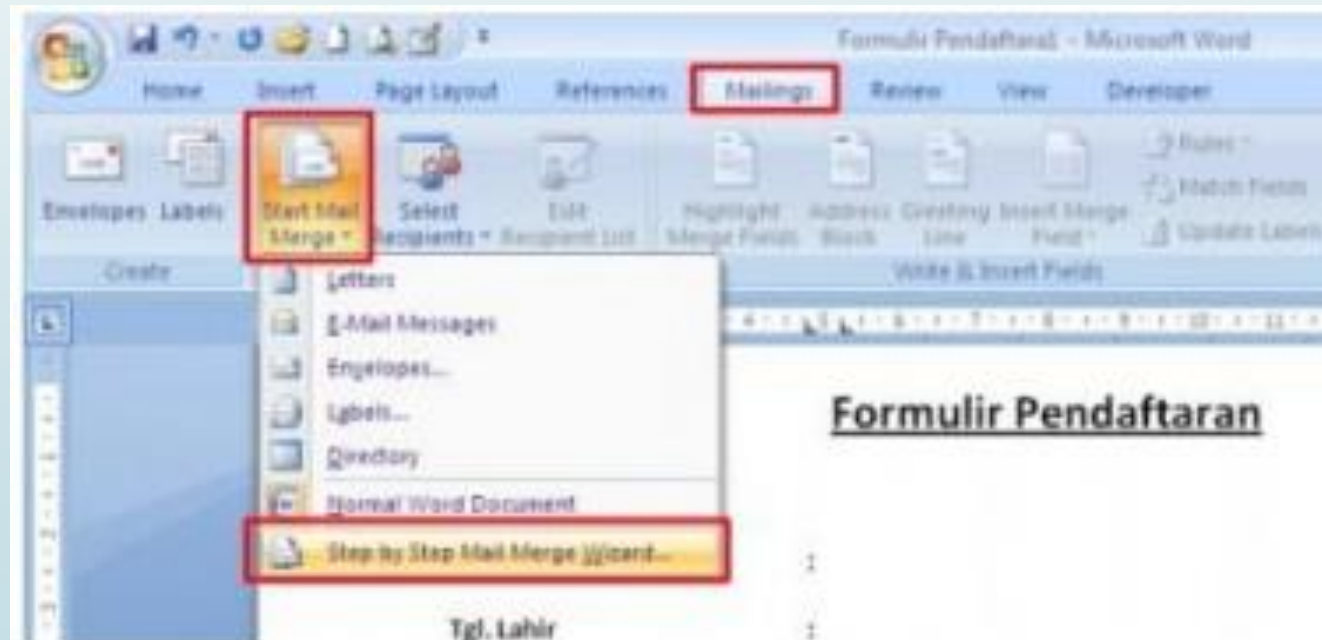 Formulir Pendaftara1 - Microsoft Word
Home Insert Page Layout References Mailings Review View Developer
Envelopes Labels Start Mail Merge Select Recipients Edit Recipient List Highlight Merge Fields Address Block Greeting Line Insert Merge Field Rules
Match Fields
Update Labels
Create Write & Insert Fields
Letters
E-Mail Messages
Envelopes...
Labels...
Directory
Normal Word Document
Step by Step Mail Merge Wizard...
Formulir Pendaftaran
:
Tgl. Lahir :